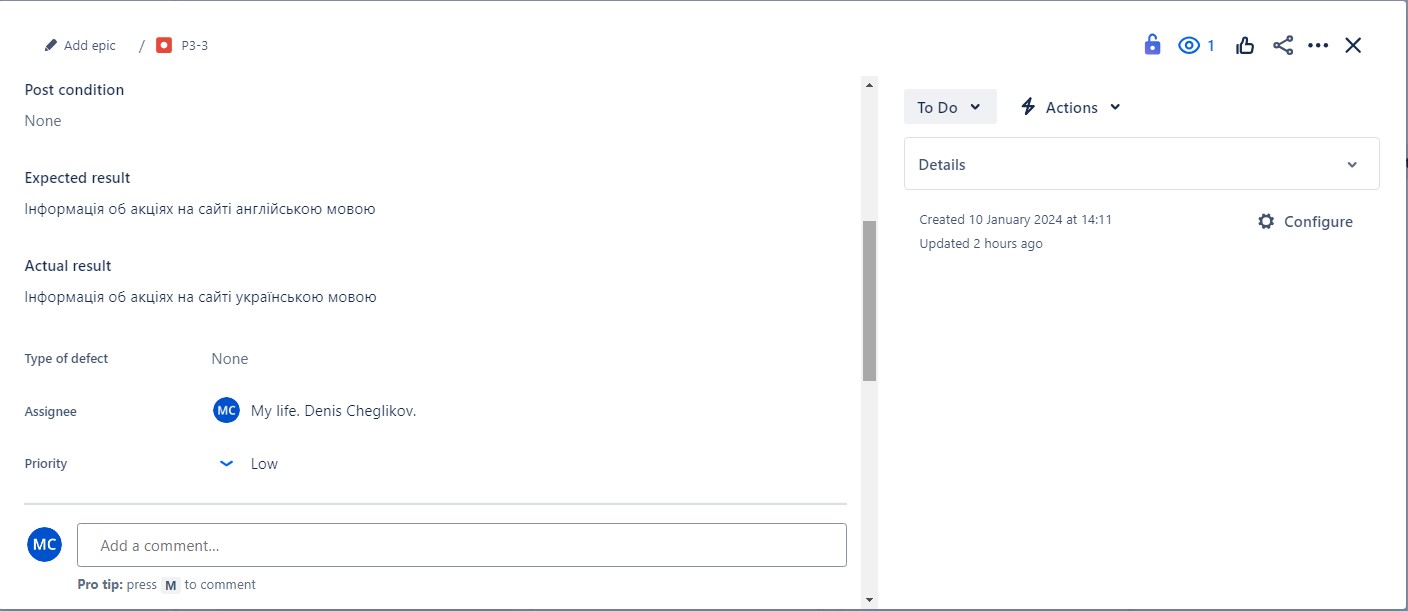 Add epic / P3-3
1
Post condition
None
Expected result
Інформація об акціях на сайті англійською мовою
Actual result
Інформація об акціях на сайті українською мовою
Type of defect None
Assignee MC My life. Denis Cheglikov.
Priority Low
MC Add a comment...
Pro tip: press M to comment
To Do Actions
Details
Created 10 January 2024 at 14:11
Configure
Updated 2 hours ago